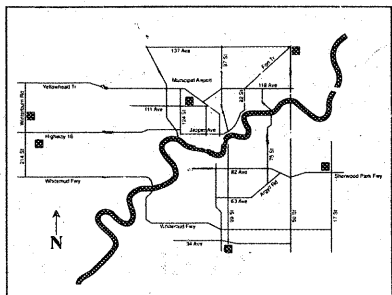 137 Ave
97 St
Fort Tr
Municipal Airport
Yellowhead Tr
118 Ave
82 St
Winterburn Rd
111 Ave
124 St
Jasper Ave
Highway 16
75 St
215 St
82 Ave
Sherwood Park Fwy
Whitemud Fwy
Argyll Rd
63 Ave
99 St
50 St
17 St
Whitemud Fwy
34 Ave
N